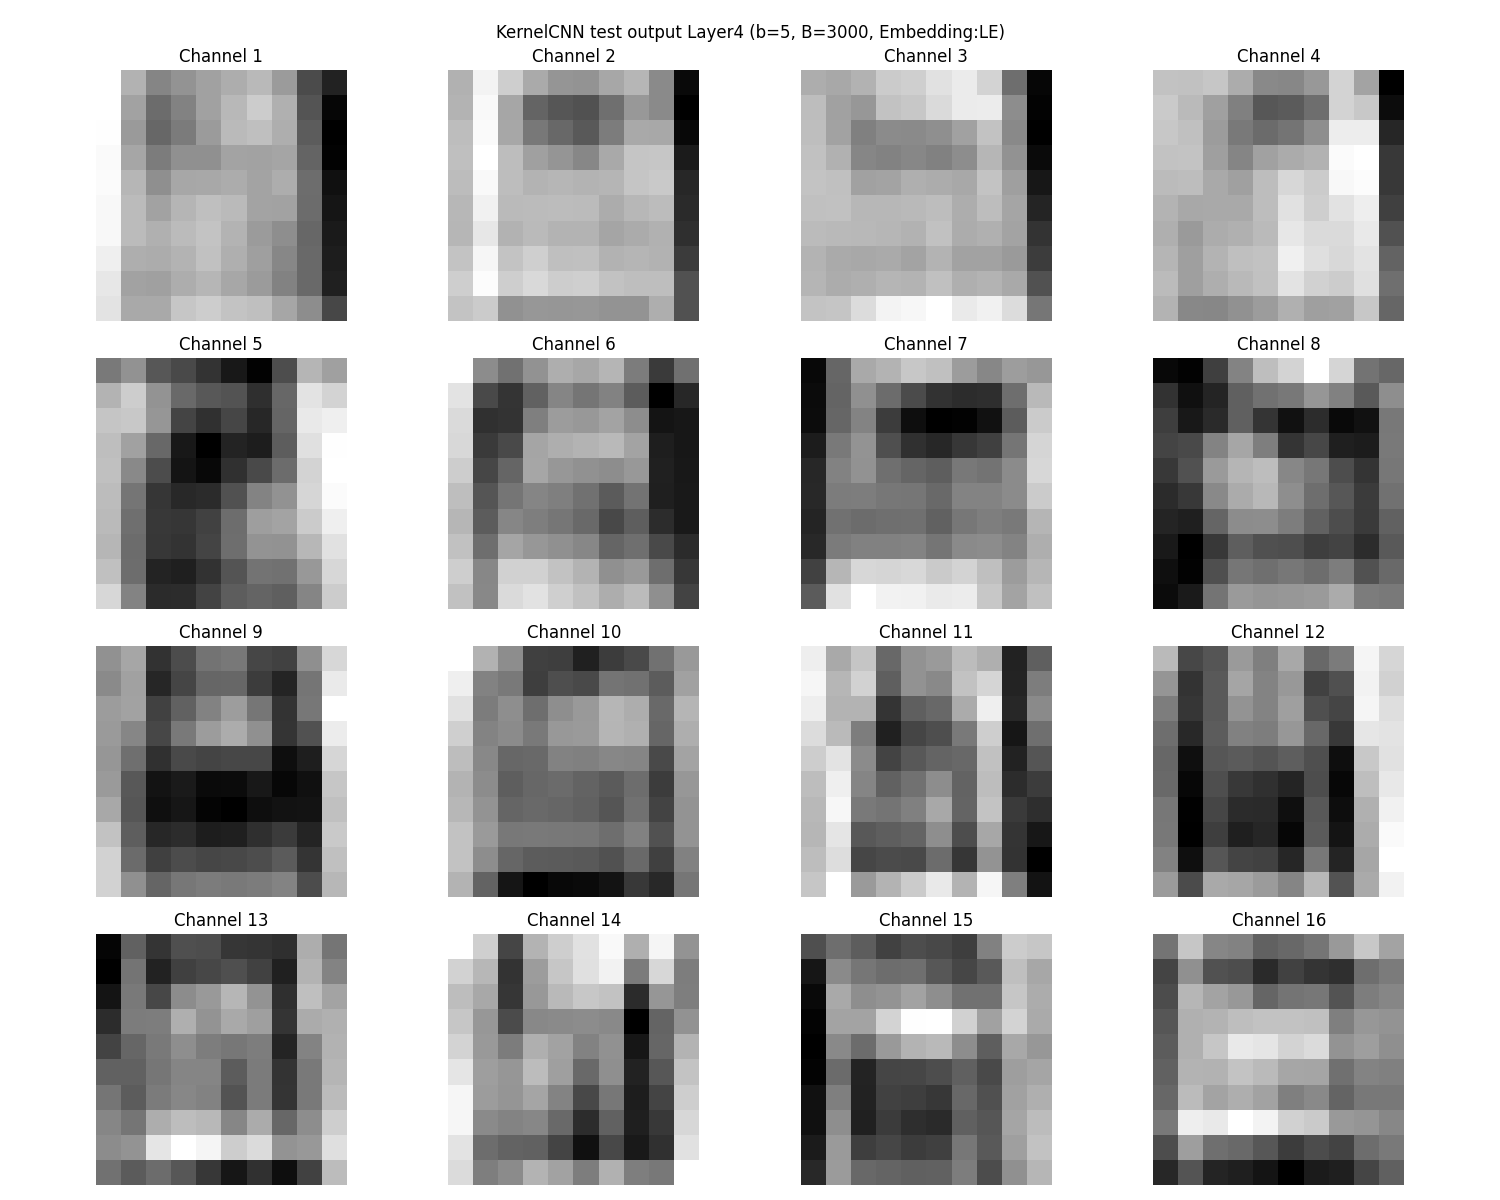 KernelCNN test output Layer4 (b=5, B=3000, Embedding:LE)
Channel 1
Channel 2
Channel 3
Channel 4
Channel 5
Channel 6
Channel 7
Channel 8
Channel 9
Channel 10
Channel 11
Channel 12
Channel 13
Channel 14
Channel 15
Channel 16